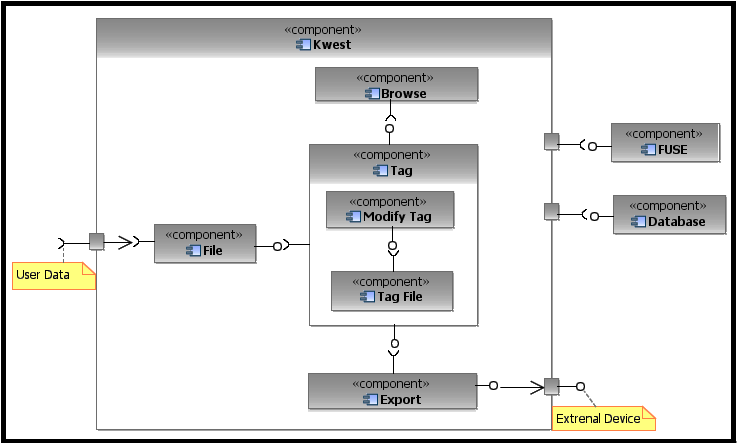 «component»
Kwest
«component»
Browse
«component»
Tag
«component»
FUSE
«component»
Modify Tag
«component»
Database
«component»
File
User Data
«component»
Tag File
«component»
Export
Extrenal Device